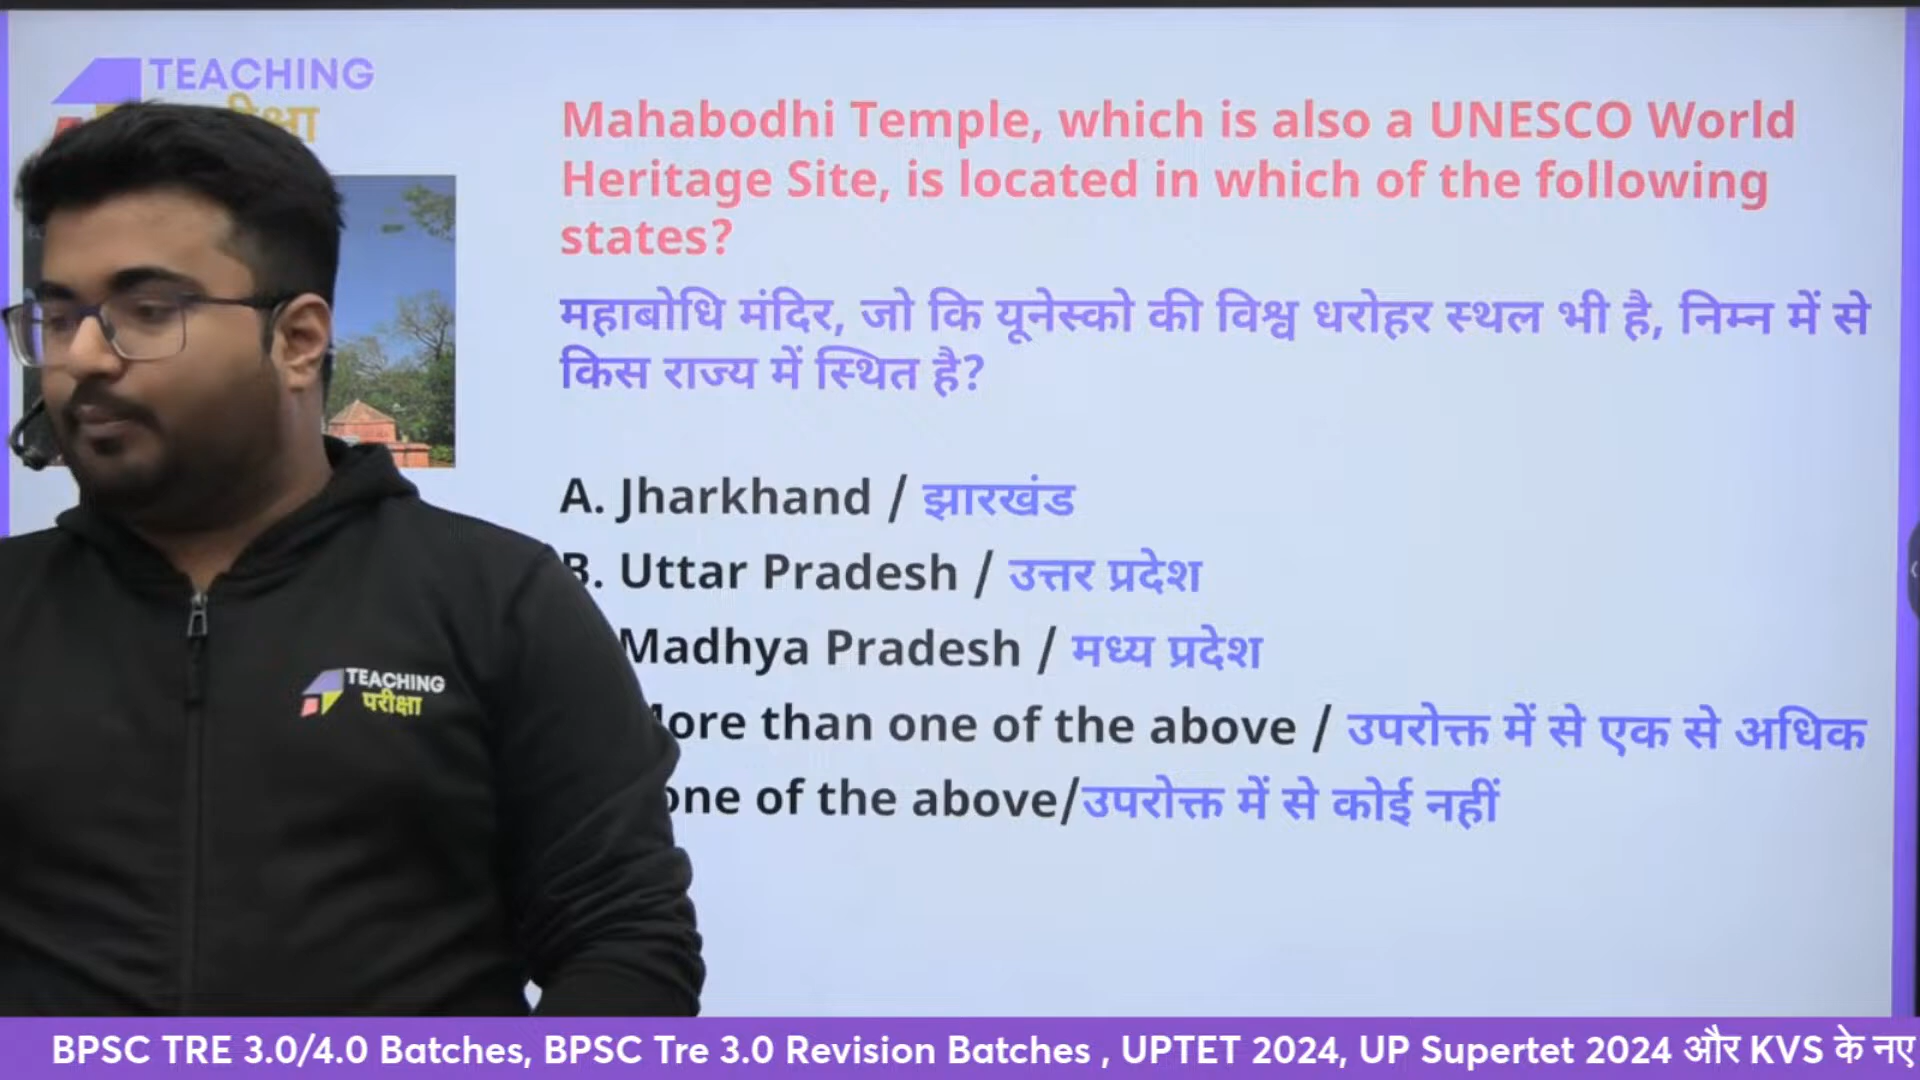 TEACHING
परीक्षा
Mahabodhi Temple, which is also a UNESCO World
Heritage Site, is located in which of the following
states?
महाबोधि मंदिर, जो कि यूनेस्को की विश्व धरोहर स्थल भी है, निम्न में से
किस राज्य में स्थित है?
A. Jharkhand / झारखंड
B. Uttar Pradesh / उत्तर प्रदेश
Madhya Pradesh / मध्य प्रदेश
More than one of the above / उपरोक्त में से एक से अधिक
one of the above/उपरोक्त में से कोई नहीं
TEACHING
परीक्षा
BPSC TRE 3.0/4.0 Batches, BPSC Tre 3.0 Revision Batches , UPTET 2024, UP Supertet 2024 और KVS के नए